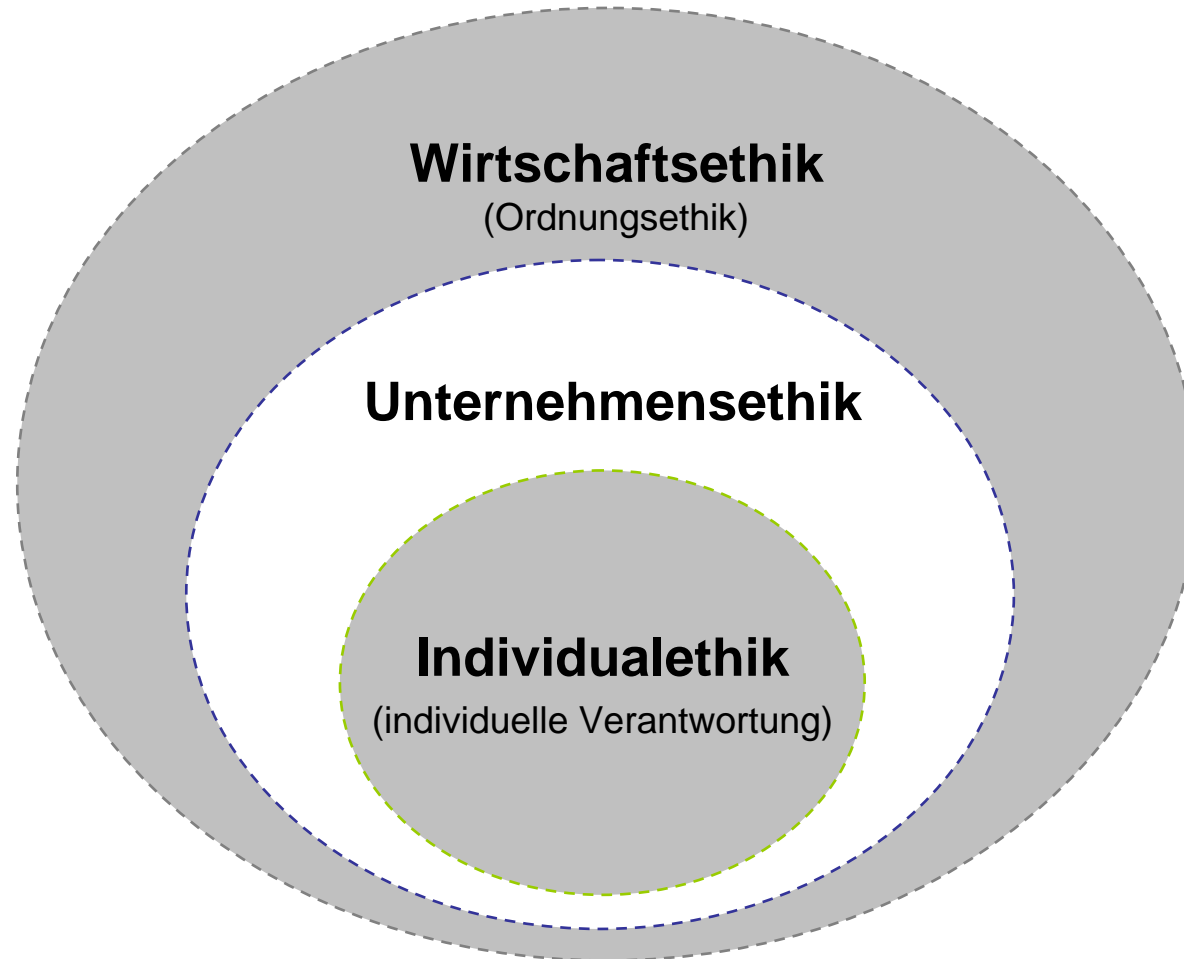 Wirtschaftsethik
(Ordnungsethik)
Unternehmensethik
Individualethik
(individuelle Verantwortung)